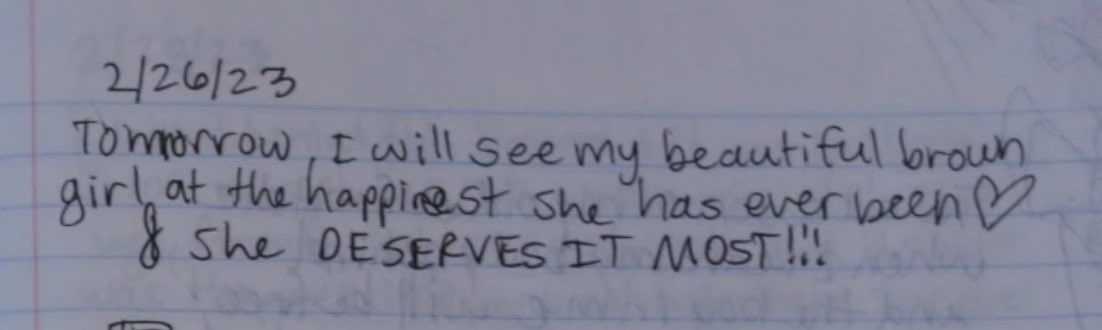 2/26/23
Tomorrow, I will see my beautiful brown
girl at the happiest she has ever been ♡
& she DESERVES IT MOST!!!